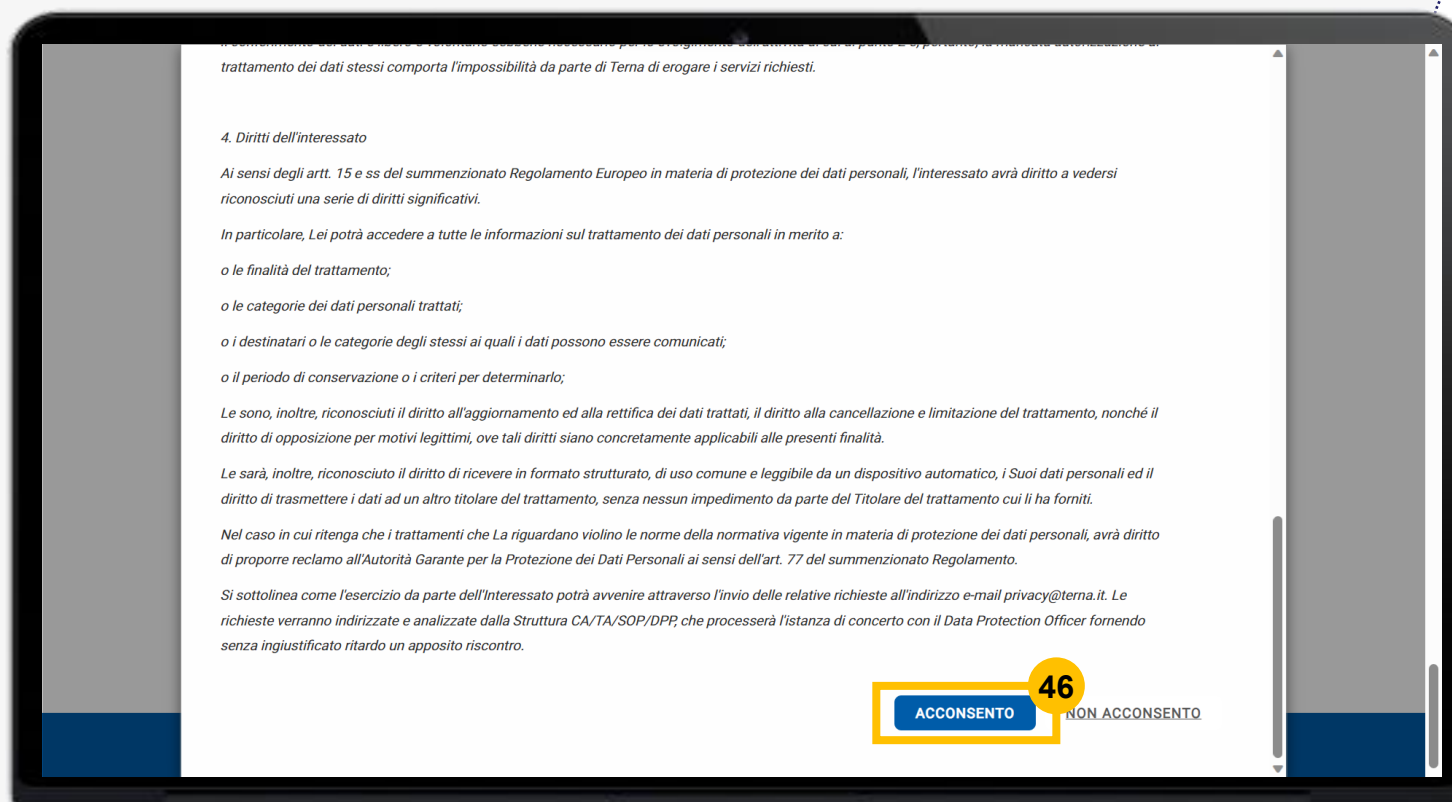 trattamento dei dati stessi comporta l'impossibilità da parte di Terna di erogare i servizi richiesti.
4. Diritti dell'interessato
Ai sensi degli artt. 15 e ss del summenzionato Regolamento Europeo in materia di protezione dei dati personali, l'interessato avrà diritto a vedersi
riconosciuti una serie di diritti significativi.
In particolare, Lei potrà accedere a tutte le informazioni sul trattamento dei dati personali in merito a:
o le finalità del trattamento;
o le categorie dei dati personali trattati;
o i destinatari o le categorie degli stessi ai quali i dati possono essere comunicati;
o il periodo di conservazione o i criteri per determinarlo;
Le sono, inoltre, riconosciuti il diritto all'aggiornamento ed alla rettifica dei dati trattati, il diritto alla cancellazione e limitazione del trattamento, nonché il
diritto di opposizione per motivi legittimi, ove tali diritti siano concretamente applicabili alle presenti finalità.
Le sarà, inoltre, riconosciuto il diritto di ricevere in formato strutturato, di uso comune e leggibile da un dispositivo automatico, i Suoi dati personali ed il
diritto di trasmettere i dati ad un altro titolare del trattamento, senza nessun impedimento da parte del Titolare del trattamento cui li ha forniti.
Nel caso in cui ritenga che i trattamenti che La riguardano violino le norme della normativa vigente in materia di protezione dei dati personali, avrà diritto
di proporre reclamo all'Autorità Garante per la Protezione dei Dati Personali ai sensi dell'art. 77 del summenzionato Regolamento.
Si sottolinea come l'esercizio da parte dell'Interessato potrà avvenire attraverso l'invio delle relative richieste all'indirizzo e-mail privacy@terna.it. Le
richieste verranno indirizzate e analizzate dalla Struttura CA/TA/SOP/DPP, che processerà l'istanza di concerto con il Data Protection Officer fornendo
senza ingiustificato ritardo un apposito riscontro.
46
ACCONSENTO NON ACCONSENTO